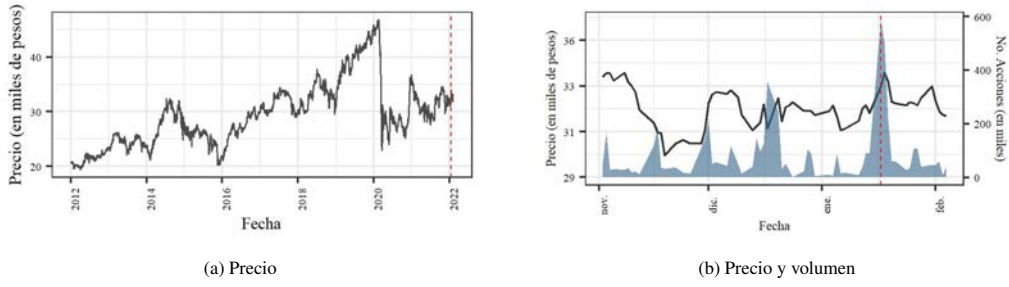 Precio (en miles de pesos)
40
30
20
2012
2014
2016
2018
2020
2022
Fecha
(a) Precio
Precio (en miles de pesos)
36
33
31
29
600
400
200
0
No. Acciones (en miles)
nov.
dic.
ene.
feb.
Fecha
(b) Precio y volumen